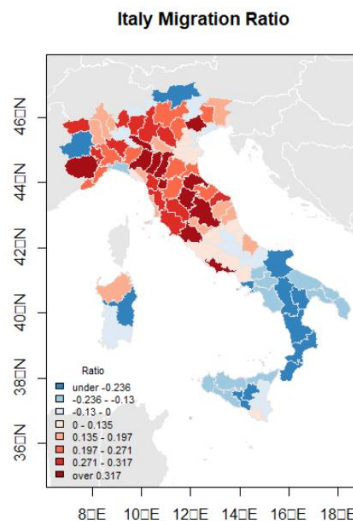 Italy Migration Ratio
46▯N
44▯N
42▯N
40▯N
38▯N
36▯N
Ratio
under -0.236
-0.236 - -0.13
-0.13 - 0
0 - 0.135
0.135 - 0.197
0.197 - 0.271
0.271 - 0.317
over 0.317
8▯E
10▯E
12▯E
14▯E
16▯E
18▯E